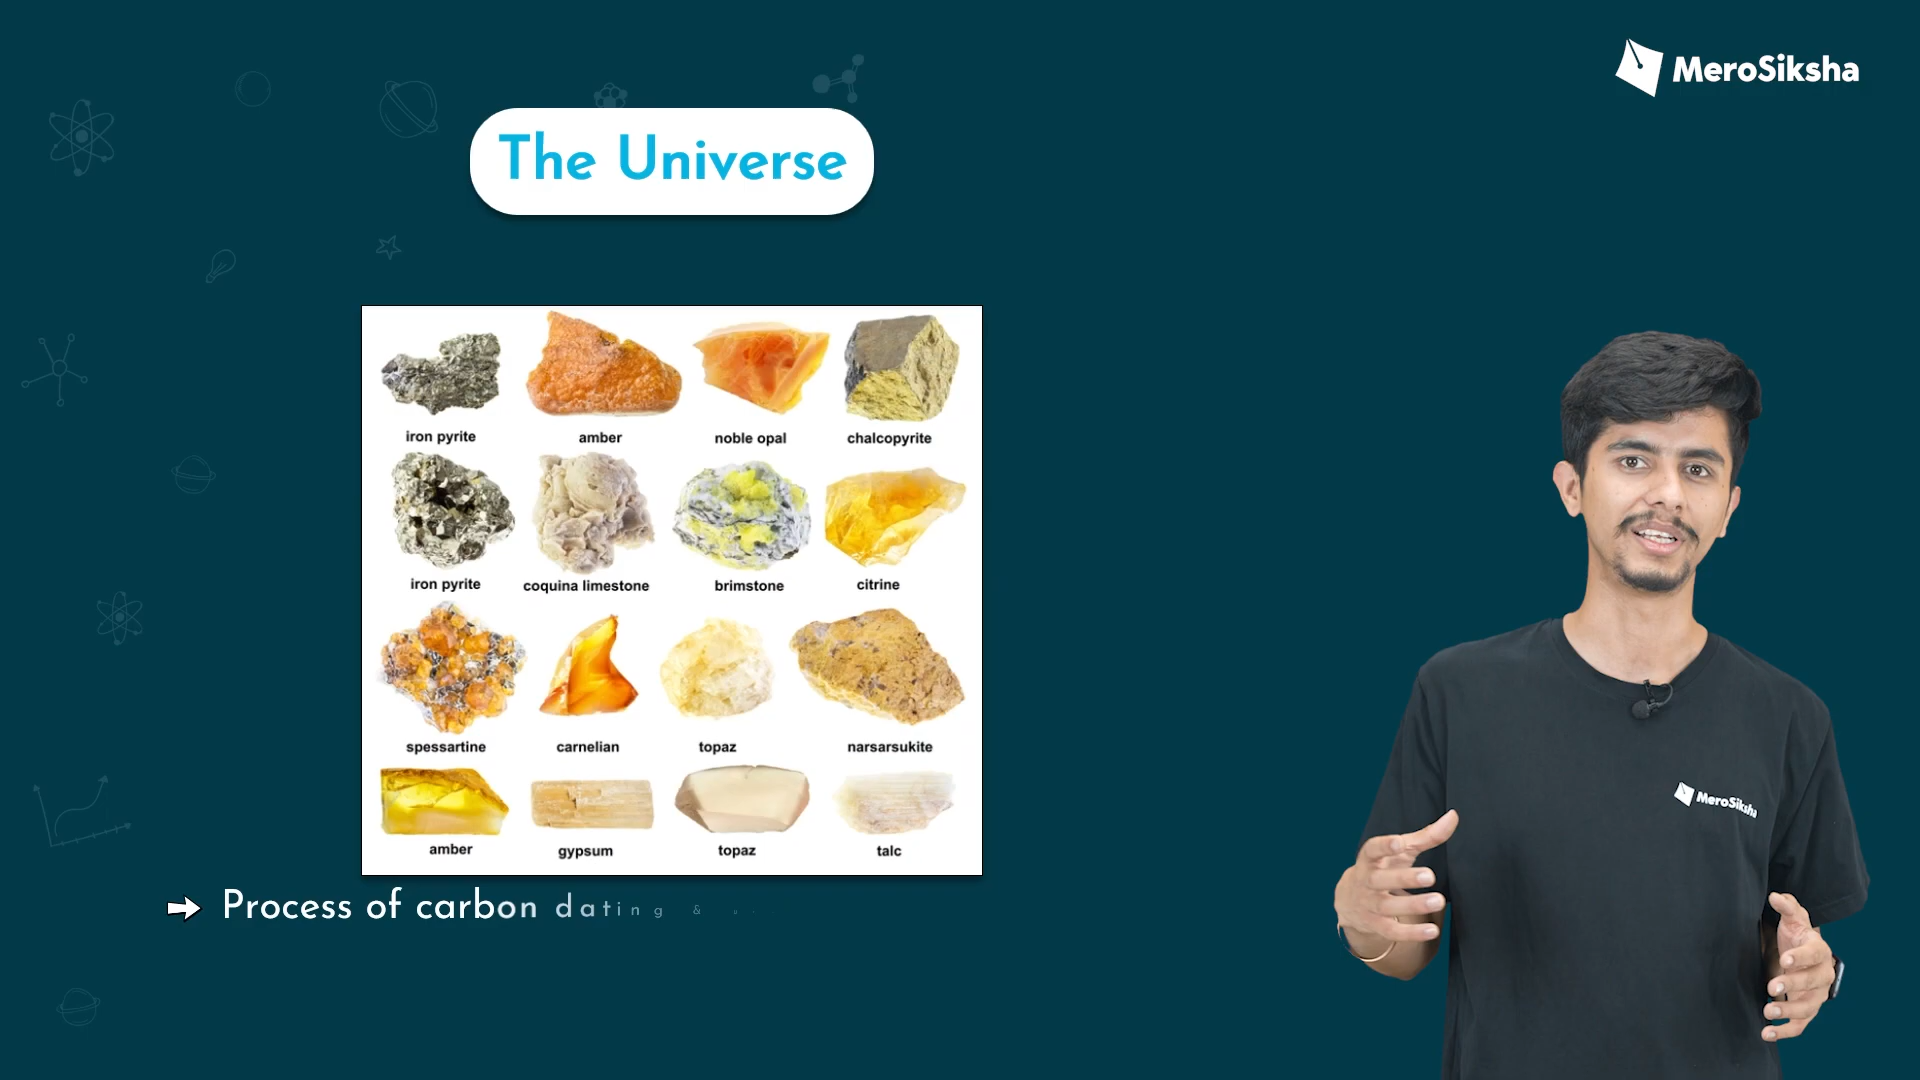 MeroSiksha
The Universe
iron pyrite amber noble opal chalcopyrite
iron pyrite coquina limestone brimstone citrine
spessartine carnelian topaz narsarsukite
amber gypsum topaz talc
Process of carbon dating &
MeroSiksha